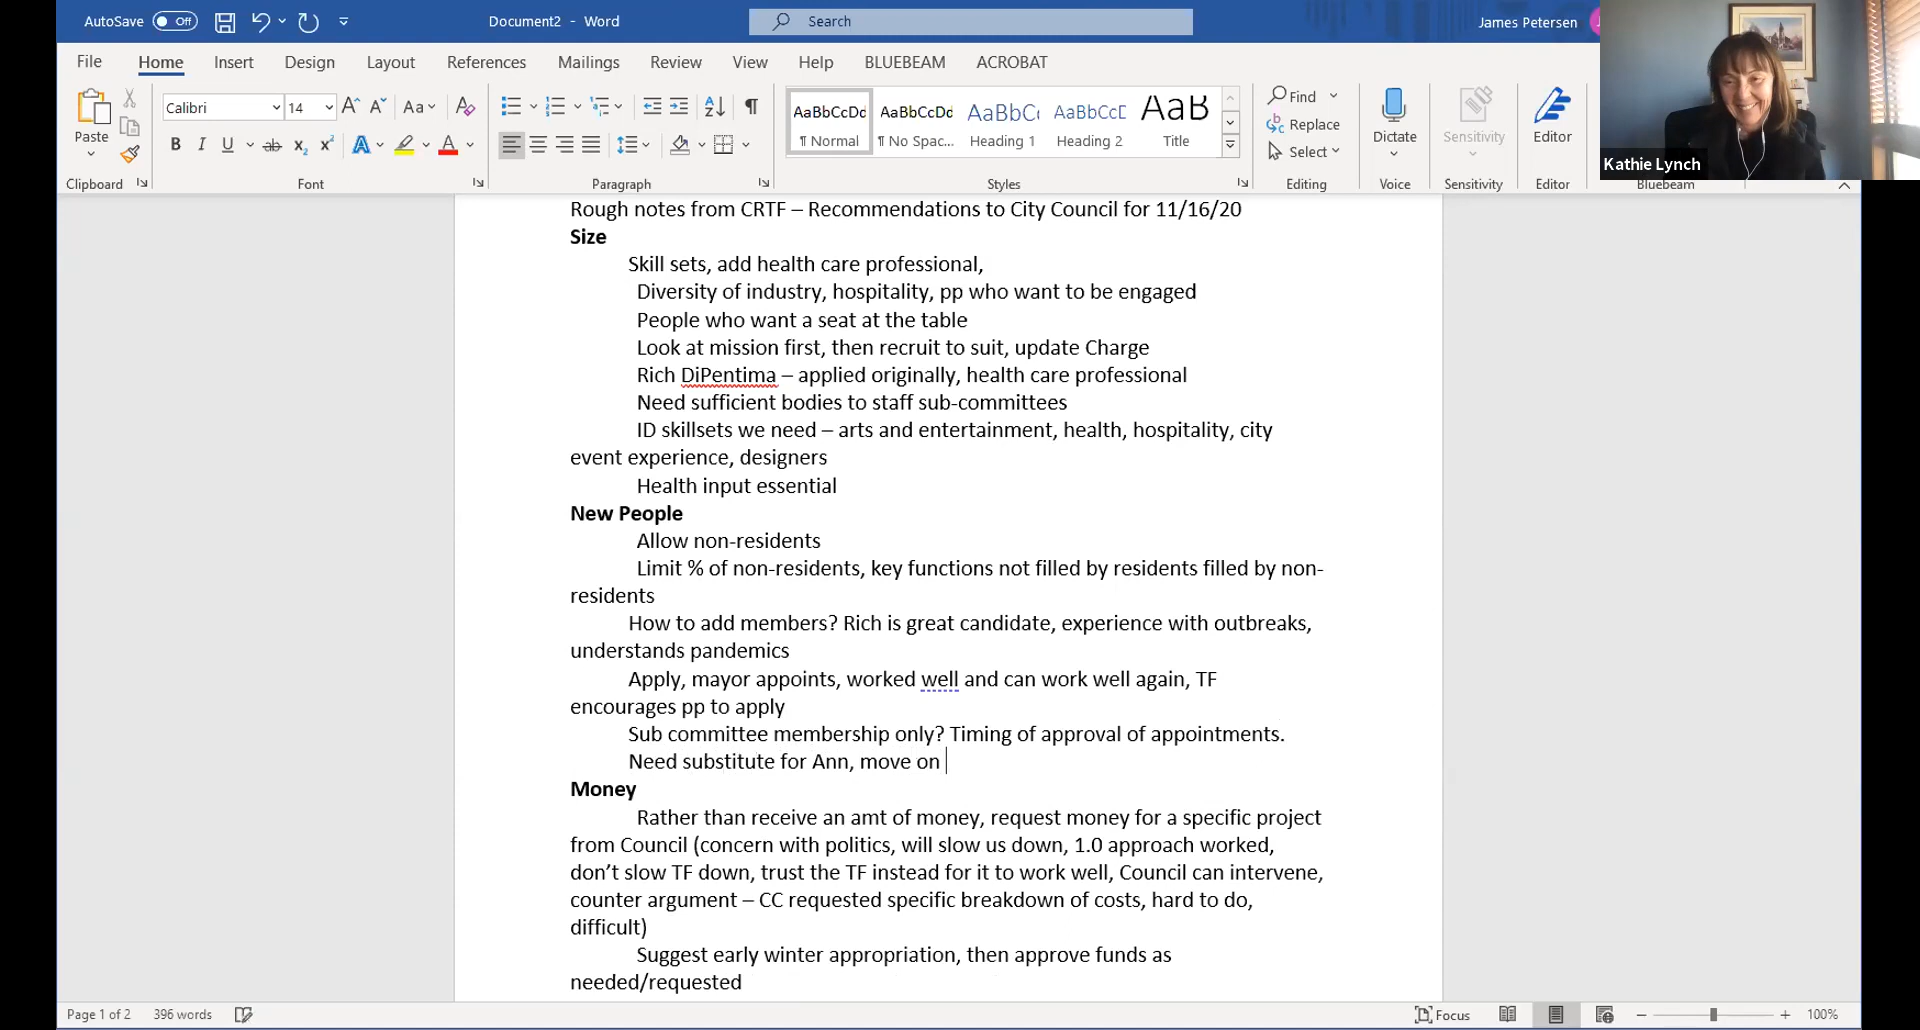 AutoSave Off Document2 - Word Search James Petersen
File Home Insert Design Layout References Mailings Review View Help BLUEBEAM ACROBAT
Paste
Clipboard
Calibri 14
Aa
B I U ab x₂ x² A A
Font
Paragraph
AaBbCcDd AaBbCcDd AaBbC AaBbCcE AaB
¶ Normal ¶ No Spac... Heading 1 Heading 2 Title
Styles
Find
Replace
Select
Editing
Dictate
Voice
Sensitivity
Sensitivity
Editor
Editor
Bluebeam
Kathie Lynch
Rough notes from CRTF – Recommendations to City Council for 11/16/20
Size
Skill sets, add health care professional,
Diversity of industry, hospitality, pp who want to be engaged
People who want a seat at the table
Look at mission first, then recruit to suit, update Charge
Rich DiPentima – applied originally, health care professional
Need sufficient bodies to staff sub-committees
ID skillsets we need – arts and entertainment, health, hospitality, city
event experience, designers
Health input essential
New People
Allow non-residents
Limit % of non-residents, key functions not filled by residents filled by non-
residents
How to add members? Rich is great candidate, experience with outbreaks,
understands pandemics
Apply, mayor appoints, worked well and can work well again, TF
encourages pp to apply
Sub committee membership only? Timing of approval of appointments.
Need substitute for Ann, move on
Money
Rather than receive an amt of money, request money for a specific project
from Council (concern with politics, will slow us down, 1.0 approach worked,
don’t slow TF down, trust the TF instead for it to work well, Council can intervene,
counter argument – CC requested specific breakdown of costs, hard to do,
difficult)
Suggest early winter appropriation, then approve funds as
needed/requested
Page 1 of 2 396 words Focus 100%